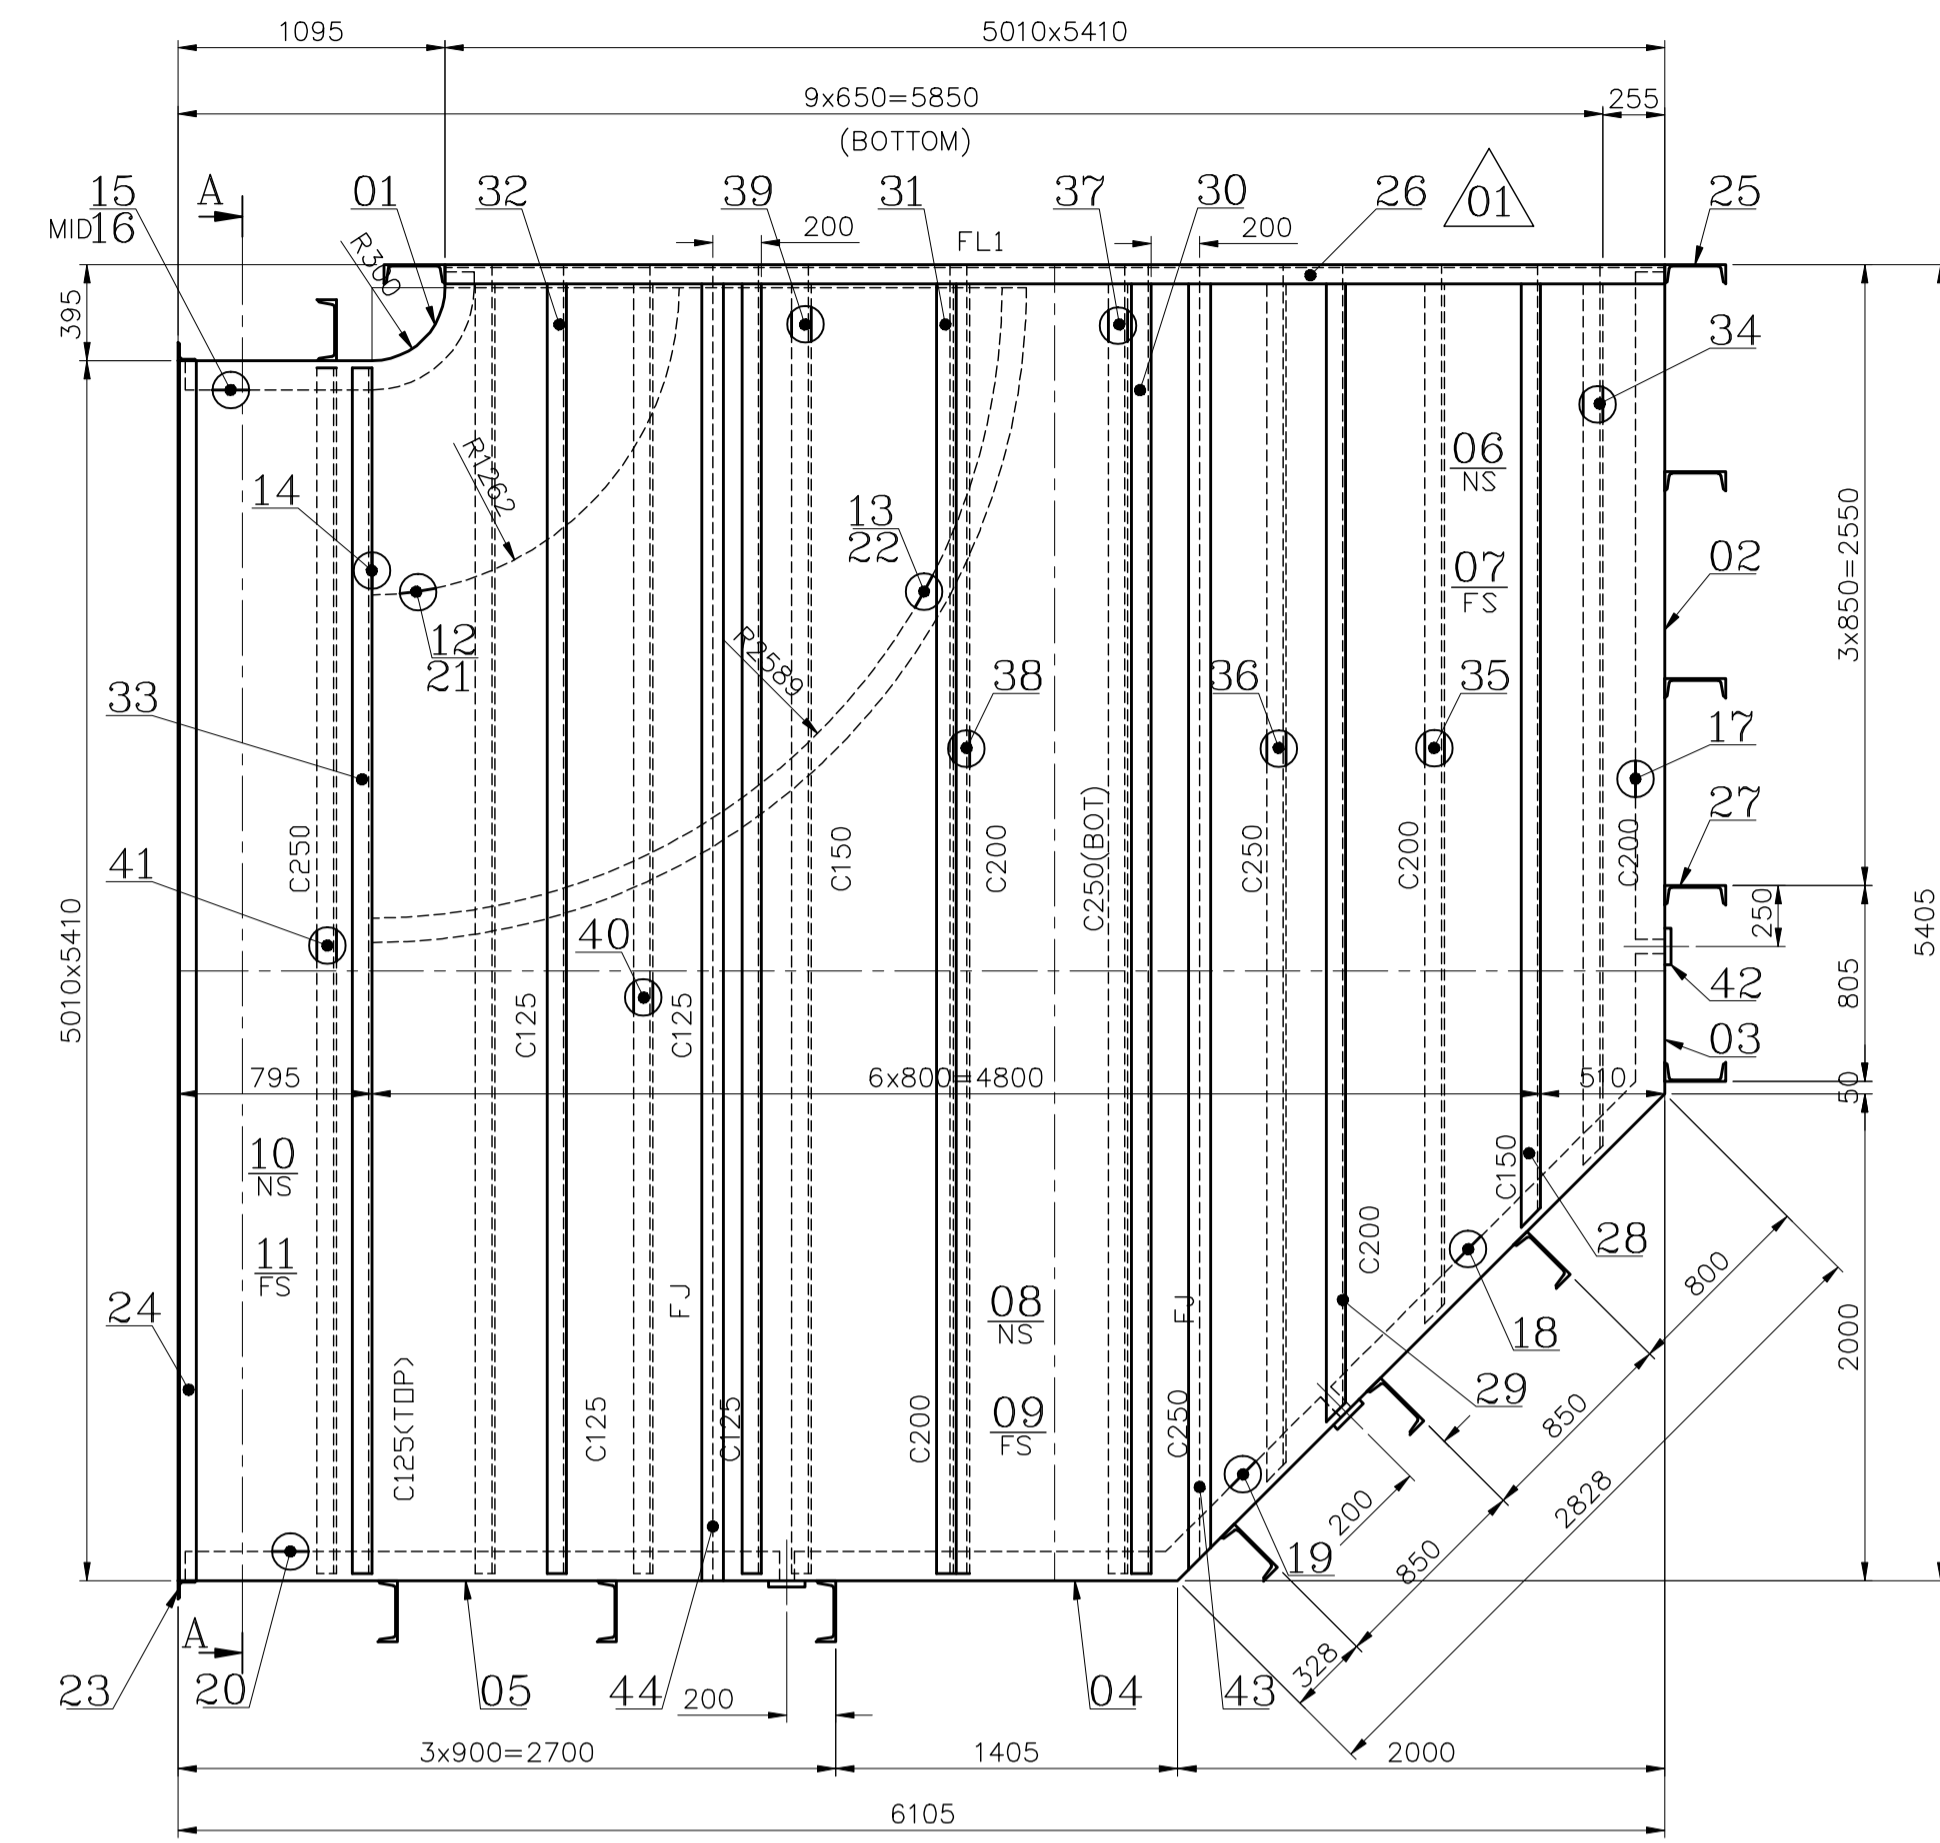 1095
5010x5410
9x650=5850
255
(BOTTOM)
15
MID16
A
01
32
39
200
31
FL1
37
30
200
26
01
25
R300
395
34
06
NS
R1262
14
13
22
07
FS
02
3x850=2550
12
21
R2589
33
38
36
35
17
27
C250
C150
C200
C250(BOT)
C250
C200
C200
41
40
250
42
5405
5010x5410
C125
C125
805
03
795
6x800=4800
510
50
10
NS
C150
11
FS
C200
28
800
24
FJ
08
NS
FJ
18
2000
C125(TOP)
C125
C125
C200
09
FS
C250
29
850
200
2828
19
850
A
23
20
05
44
200
04
43
328
3x900=2700
1405
2000
6105